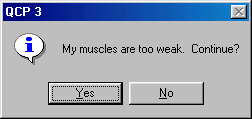 QCP 3
My muscles are too weak.  Continue?
Yes
No